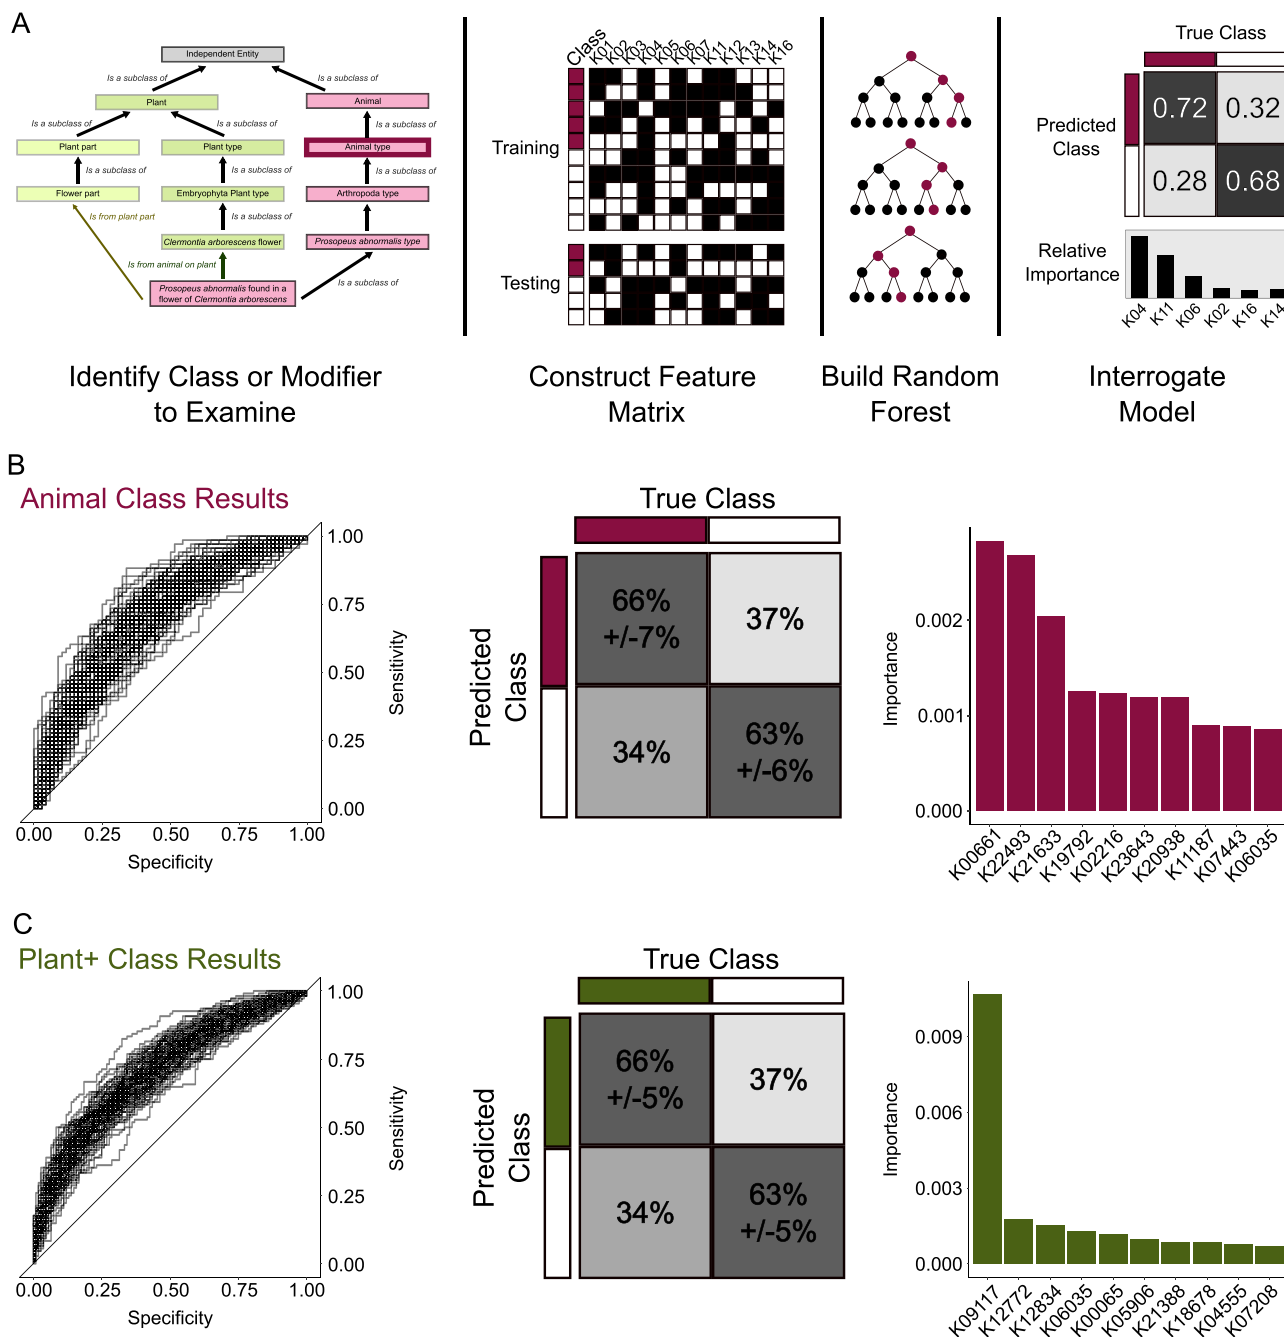 A
Independent Entity
Is a subclass of
Is a subclass of
Plant
Animal
Is a subclass of
Is a subclass of
Is a subclass of
Plant part
Plant type
Animal type
Is a subclass of
Is a subclass of
Is a subclass of
Flower part
Embryophyta Plant type
Arthropoda type
Is from plant part
Is a subclass of
Is a subclass of
Clermontia arborescens flower
Prosopeus abnormalis type
Is from animal on plant
Is a subclass of
Prosopeus abnormalis found in a
flower of Clermontia arborescens
Identify Class or Modifier
to Examine
Class
K01
K02
K03
K04
K05
K06
K07
K11
K12
K13
K14
K16
Training
Testing
Construct Feature
Matrix
Build Random
Forest
True Class
Predicted
Class
0.72
0.32
0.28
0.68
Relative
Importance
K04
K11
K06
K02
K16
K14
Interrogate
Model
B
Animal Class Results
1.00
0.75
0.50
0.25
0.00
Sensitivity
0.00
0.25
0.50
0.75
1.00
Specificity
True Class
Predicted
Class
66%
+/-7%
37%
34%
63%
+/-6%
Importance
0.002
0.001
0.000
K00661
K22493
K21633
K19792
K02216
K23643
K20938
K11187
K07443
K06035
C
Plant+ Class Results
1.00
0.75
0.50
0.25
0.00
Sensitivity
0.00
0.25
0.50
0.75
1.00
Specificity
True Class
Predicted
Class
66%
+/-5%
37%
34%
63%
+/-5%
Importance
0.009
0.006
0.003
0.000
K09117
K12772
K12834
K06035
K00065
K05906
K21388
K18678
K04555
K07208